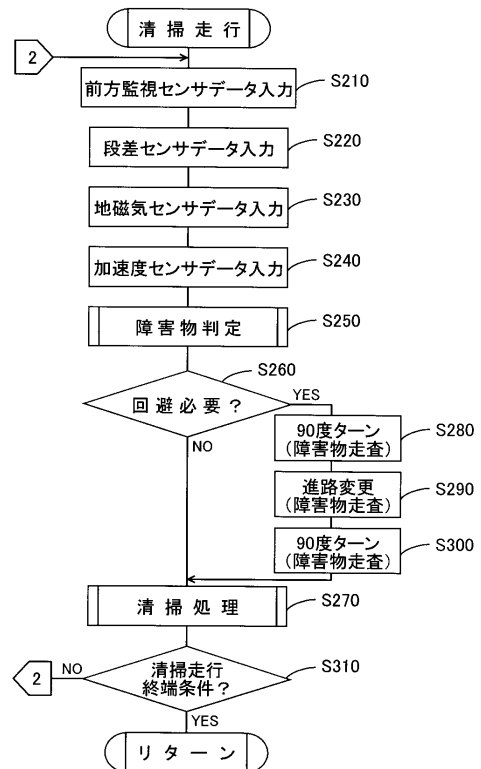 清掃走行
2
前方監視センサデータ入力
S210
段差センサデータ入力
S220
地磁気センサデータ入力
S230
加速度センサデータ入力
S240
障害物判定
S250
S260
回避必要？
YES
NO
90度ターン
(障害物走査)
S280
進路変更
(障害物走査)
S290
90度ターン
(障害物走査)
S300
清掃処理
S270
清掃走行
終端条件？
S310
NO
2
YES
リターン